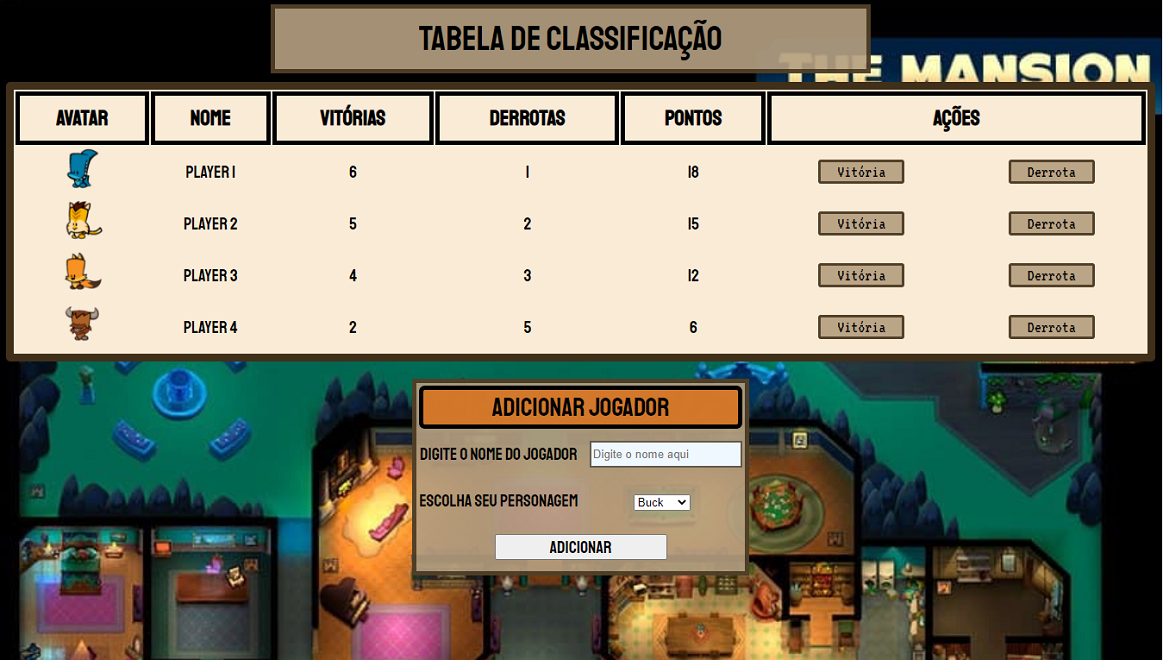 TABELA DE CLASSIFICAÇÃO
THE MANSION
AVATAR NOME VITÓRIAS DERROTAS PONTOS AÇÕES
PLAYER 1 6 1 18 Vitória Derrota
PLAYER 2 5 2 15 Vitória Derrota
PLAYER 3 4 3 12 Vitória Derrota
PLAYER 4 2 5 6 Vitória Derrota
ADICIONAR JOGADOR
DIGITE O NOME DO JOGADOR Digite o nome aqui
ESCOLHA SEU PERSONAGEM Buck
ADICIONAR